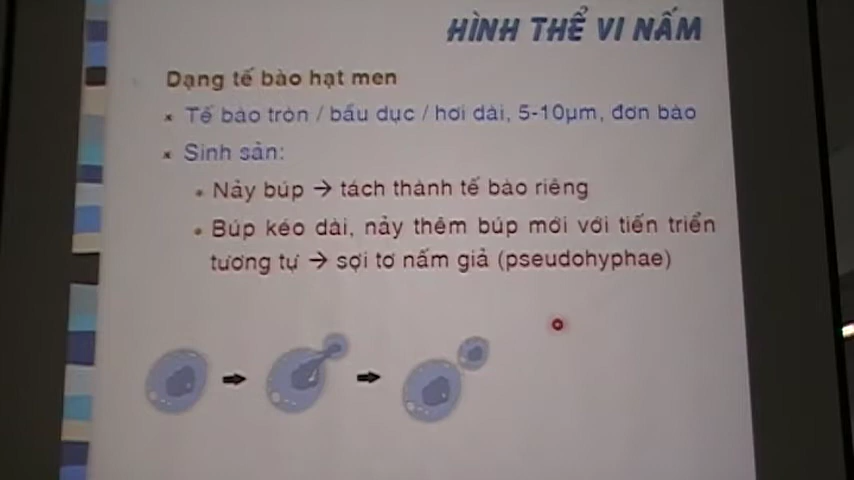 HÌNH THỂ VI NẤM
Dạng tế bào hạt men
× Tế bào tròn / bầu dục / hơi dài, 5-10μm, đơn bào
× Sinh sản:
• Nảy búp → tách thành tế bào riêng
• Búp kéo dài, nảy thêm búp mới với tiến triển
tương tự → sợi tơ nấm giả (pseudohyphae)